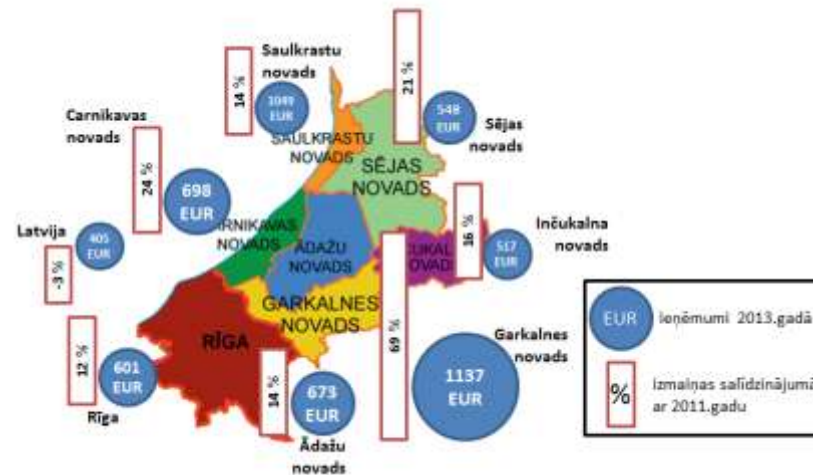 Saulkrastu
novads
14 %
1049
EUR
21 %
548
EUR
Sējas
novads
Carnikavas
novads
24 %
698
EUR
SAULKRASTU
NOVADS
SĒJAS
NOVADS
Latvija
405
EUR
-3 %
ARNIKAVAS
NOVADS
ĀDAŽU
NOVADS
16 %
517
EUR
Inčukalna
novads
GARKALNES
NOVADS
69 %
RĪGA
12 %
601
EUR
Rīga
14 %
673
EUR
Ādažu
novads
Garkalnes
novads
1137
EUR
EUR
Ieņēmumi 2013.gadā
%
Izmaiņas salīdzinājumā
ar 2011.gadu